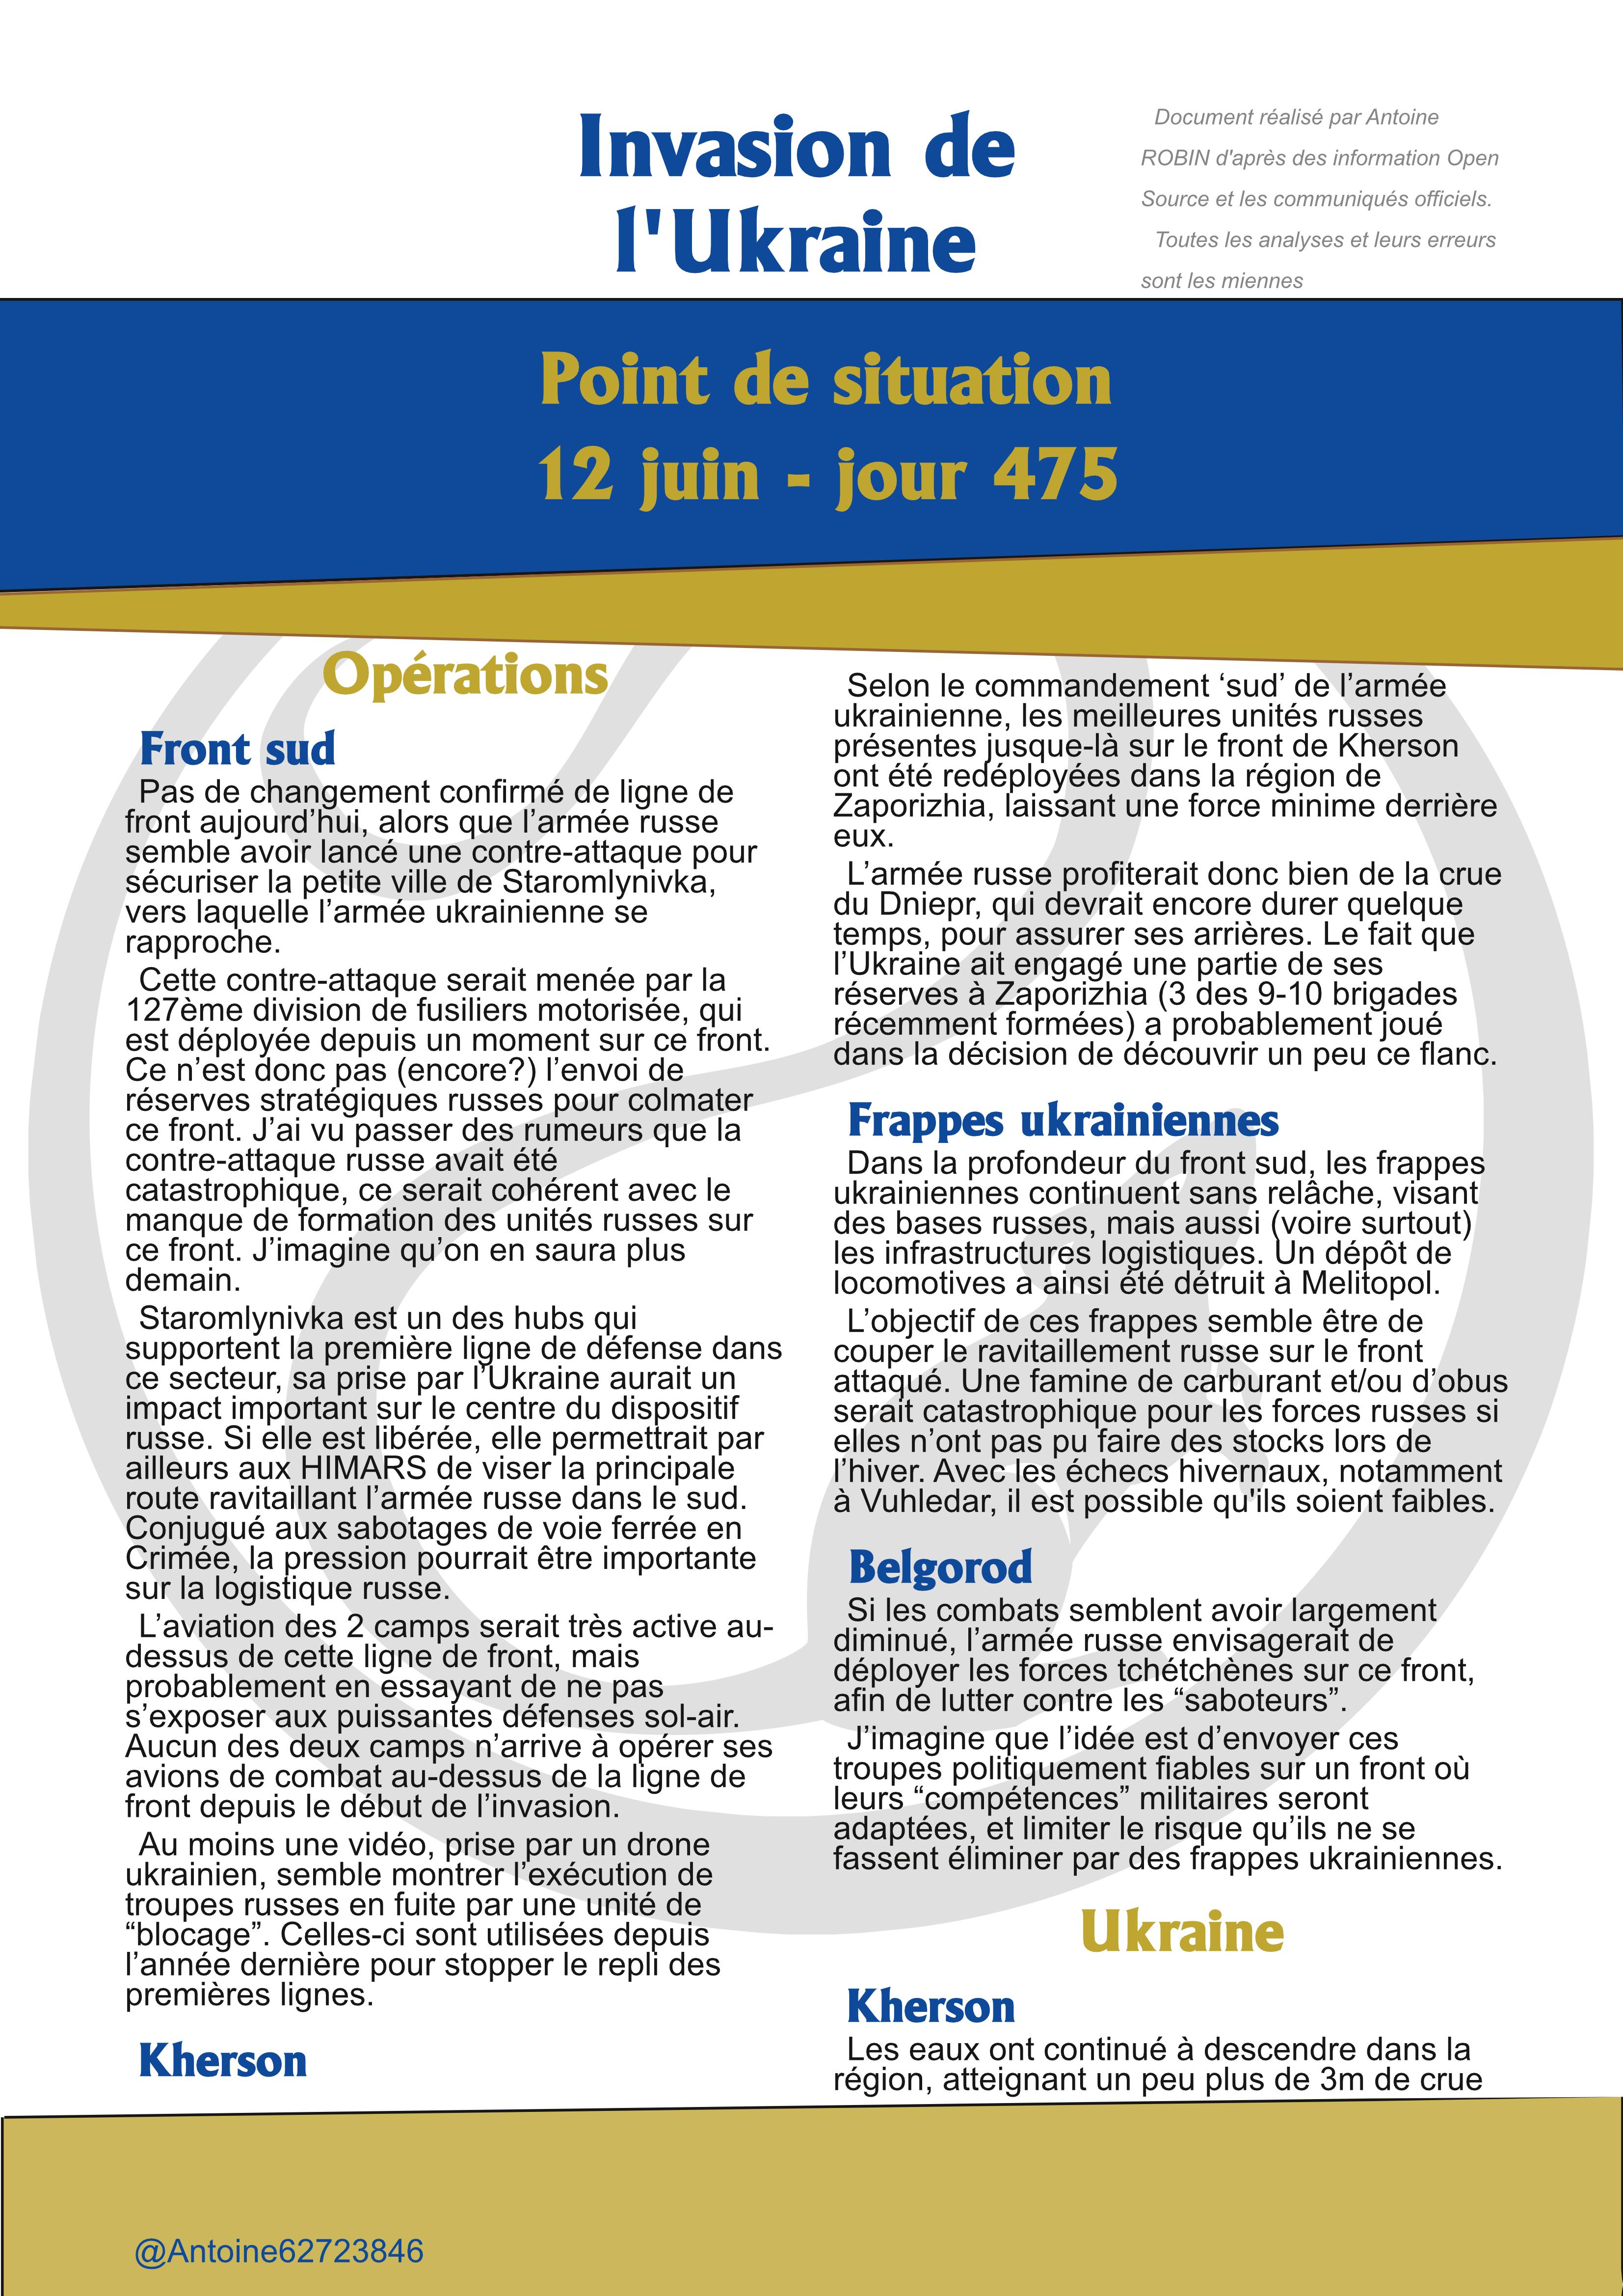 Invasion de
l'Ukraine
Document réalisé par Antoine
ROBIN d'après des information Open
Source et les communiqués officiels.
Toutes les analyses et leurs erreurs
sont les miennes
Point de situation
12 juin - jour 475
Opérations
Front sud
Pas de changement confirmé de ligne de
front aujourd’hui, alors que l’armée russe
semble avoir lancé une contre-attaque pour
sécuriser la petite ville de Staromlynivka,
vers laquelle l’armée ukrainienne se
rapproche.
Cette contre-attaque serait menée par la
127ème division de fusiliers motorisée, qui
est déployée depuis un moment sur ce front.
Ce n’est donc pas (encore?) l’envoi de
réserves stratégiques russes pour colmater
ce front. J’ai vu passer des rumeurs que la
contre-attaque russe avait été
catastrophique, ce serait cohérent avec le
manque de formation des unités russes sur
ce front. J’imagine qu’on en saura plus
demain.
Staromlynivka est un des hubs qui
supportent la première ligne de défense dans
ce secteur, sa prise par l’Ukraine aurait un
impact important sur le centre du dispositif
russe. Si elle est libérée, elle permettrait par
ailleurs aux HIMARS de viser la principale
route ravitaillant l’armée russe dans le sud.
Conjugué aux sabotages de voie ferrée en
Crimée, la pression pourrait être importante
sur la logistique russe.
L’aviation des 2 camps serait très active au-
dessus de cette ligne de front, mais
probablement en essayant de ne pas
s’exposer aux puissantes défenses sol-air.
Aucun des deux camps n’arrive à opérer ses
avions de combat au-dessus de la ligne de
front depuis le début de l’invasion.
Au moins une vidéo, prise par un drone
ukrainien, semble montrer l’exécution de
troupes russes en fuite par une unité de
“blocage”. Celles-ci sont utilisées depuis
l’année dernière pour stopper le repli des
premières lignes.
Kherson
Selon le commandement ‘sud’ de l’armée
ukrainienne, les meilleures unités russes
présentes jusque-là sur le front de Kherson
ont été redéployées dans la région de
Zaporizhia, laissant une force minime derrière
eux.
L’armée russe profiterait donc bien de la crue
du Dniepr, qui devrait encore durer quelque
temps, pour assurer ses arrières. Le fait que
l’Ukraine ait engagé une partie de ses
réserves à Zaporizhia (3 des 9-10 brigades
récemment formées) a probablement joué
dans la décision de découvrir un peu ce flanc.
Frappes ukrainiennes
Dans la profondeur du front sud, les frappes
ukrainiennes continuent sans relâche, visant
des bases russes, mais aussi (voire surtout)
les infrastructures logistiques. Un dépôt de
locomotives a ainsi été détruit à Melitopol.
L’objectif de ces frappes semble être de
couper le ravitaillement russe sur le front
attaqué. Une famine de carburant et/ou d’obus
serait catastrophique pour les forces russes si
elles n’ont pas pu faire des stocks lors de
l’hiver. Avec les échecs hivernaux, notamment
à Vuhledar, il est possible qu'ils soient faibles.
Belgorod
Si les combats semblent avoir largement
diminué, l’armée russe envisagerait de
déployer les forces tchétchènes sur ce front,
afin de lutter contre les “saboteurs”.
J’imagine que l’idée est d’envoyer ces
troupes politiquement fiables sur un front où
leurs “compétences” militaires seront
adaptées, et limiter le risque qu’ils ne se
fassent éliminer par des frappes ukrainiennes.
Ukraine
Kherson
Les eaux ont continué à descendre dans la
région, atteignant un peu plus de 3m de crue
@Antoine62723846